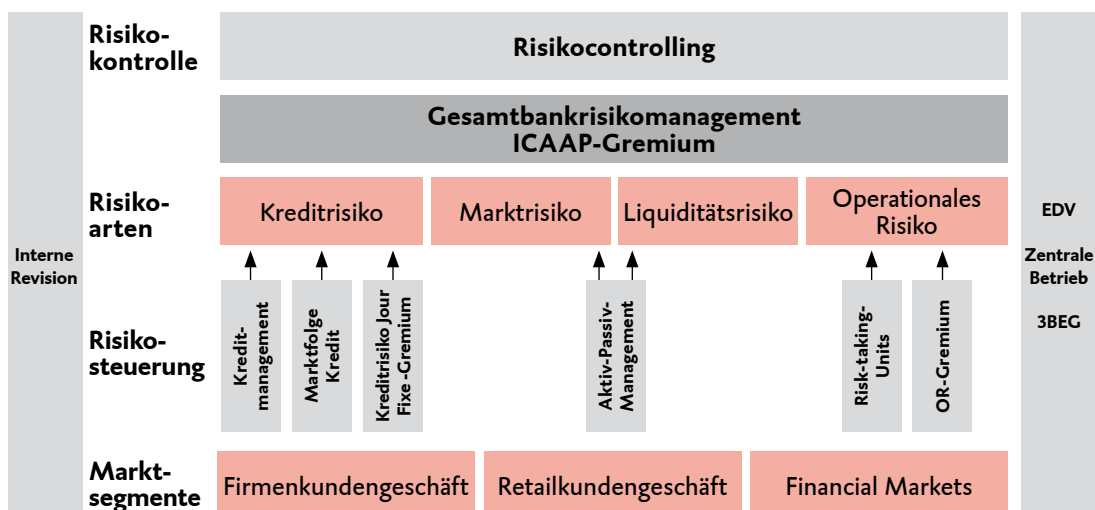 Risiko-
kontrolle
Risikocontrolling
Gesamtbankrisikomanagement
ICAAP-Gremium
Risiko-
arten
Kreditrisiko
Marktrisiko
Liquiditätsrisiko
Operationales
Risiko
Interne
Revision
EDV
Zentrale
Betrieb
3BEG
Risiko-
steuerung
Kredit-
management
Marktfolge
Kredit
Kreditrisiko Jour
Fixe -Gremium
Aktiv-Passiv-
Management
Risk-taking-
Units
OR-Gremium
Markt-
segmente
Firmenkundengeschäft
Retailkundengeschäft
Financial Markets